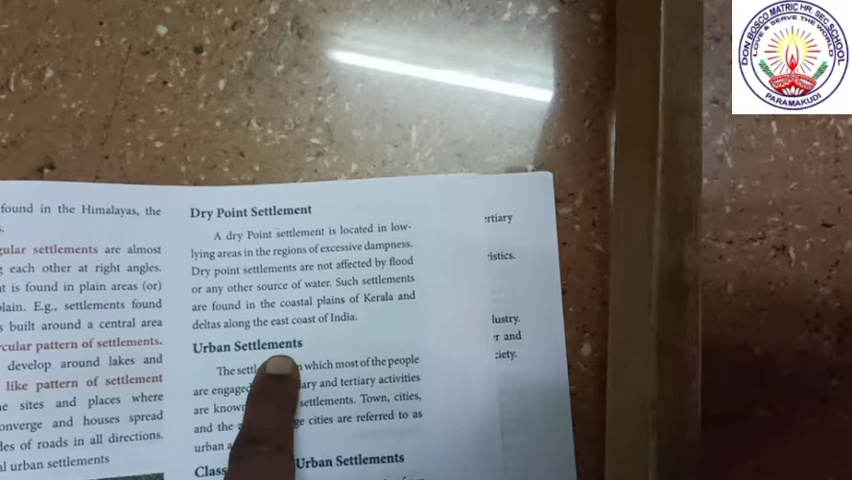 DON BOSCO MATRIC HR. SEC. SCHOOL
LOVE & SERVE THE WORLD
PARAMAKUDI
found in the Himalayas, the
gular settlements are almost
each other at right angles.
is found in plain areas (or)
plain. E.g., settlements found
built around a central area
rcular pattern of settlements.
develop around lakes and
like pattern of settlement
sites and places where
onverge and houses spread
des of roads in all directions.
urban settlements
Dry Point Settlement
A dry Point settlement is located in low-
lying areas in the regions of excessive dampness.
Dry point settlements are not affected by flood
or any other source of water. Such settlements
are found in the coastal plains of Kerala and
deltas along the east coast of India.
Urban Settlements
The settl which most of the people
are engaged dary and tertiary activities
are know settlements. Town, cities,
and the ge cities are referred to as
urban a
Class Urban Settlements
ertiary
ristics.
lustry.
er and
ciety.